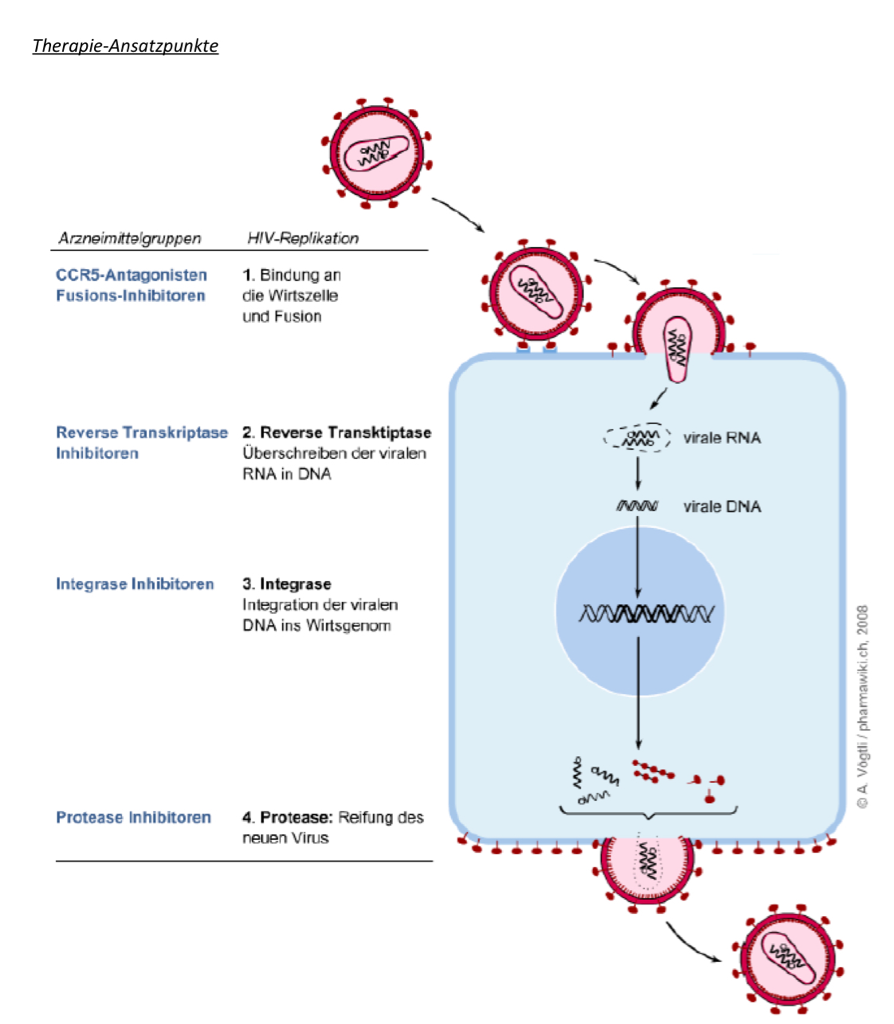 Therapie-Ansatzpunkte
Arzneimittelgruppen HIV-Replikation
CCR5-Antagonisten
Fusions-Inhibitoren
1. Bindung an
die Wirtszelle
und Fusion
Reverse Transkriptase
Inhibitoren
2. Reverse Transktiptase
Überschreiben der viralen
RNA in DNA
virale RNA
virale DNA
Integrase Inhibitoren
3. Integrase
Integration der viralen
DNA ins Wirtsgenom
Protease Inhibitoren
4. Protease: Reifung des
neuen Virus
© A. Vögtli / pharmawiki.ch, 2008